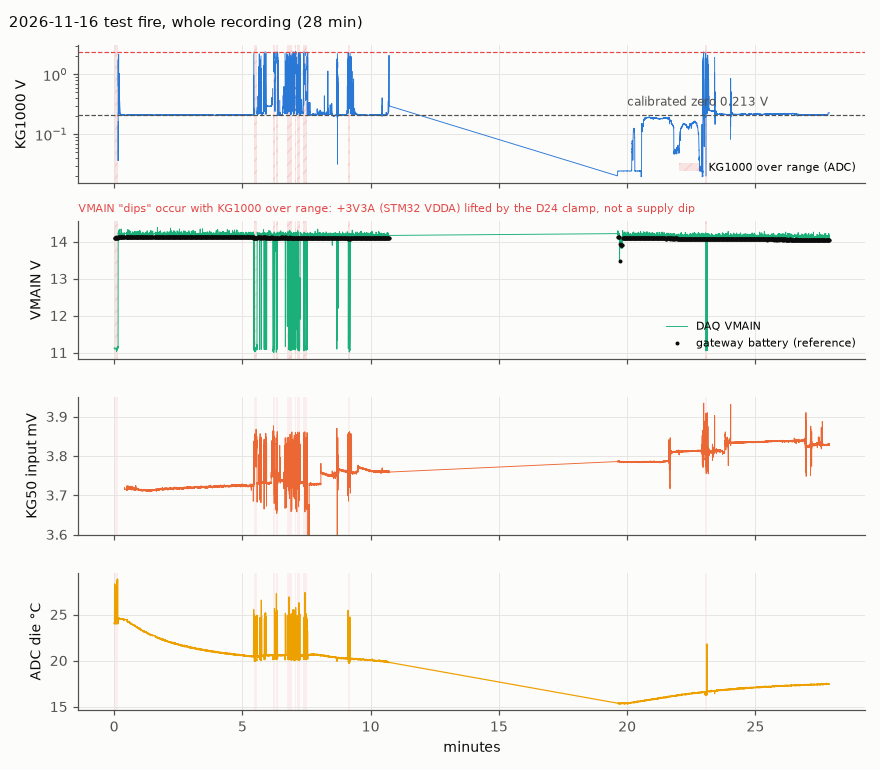 2026-11-16 test fire, whole recording (28 min)
KG1000 V
10⁰
10⁻¹
calibrated zero 0.213 V
KG1000 over range (ADC)
VMAIN "dips" occur with KG1000 over range: +3V3A (STM32 VDDA) lifted by the D24 clamp, not a supply dip
VMAIN V
14
13
12
11
DAQ VMAIN
gateway battery (reference)
KG50 input mV
3.9
3.8
3.7
3.6
ADC die °C
25
20
15
0 5 10 15 20 25
minutes